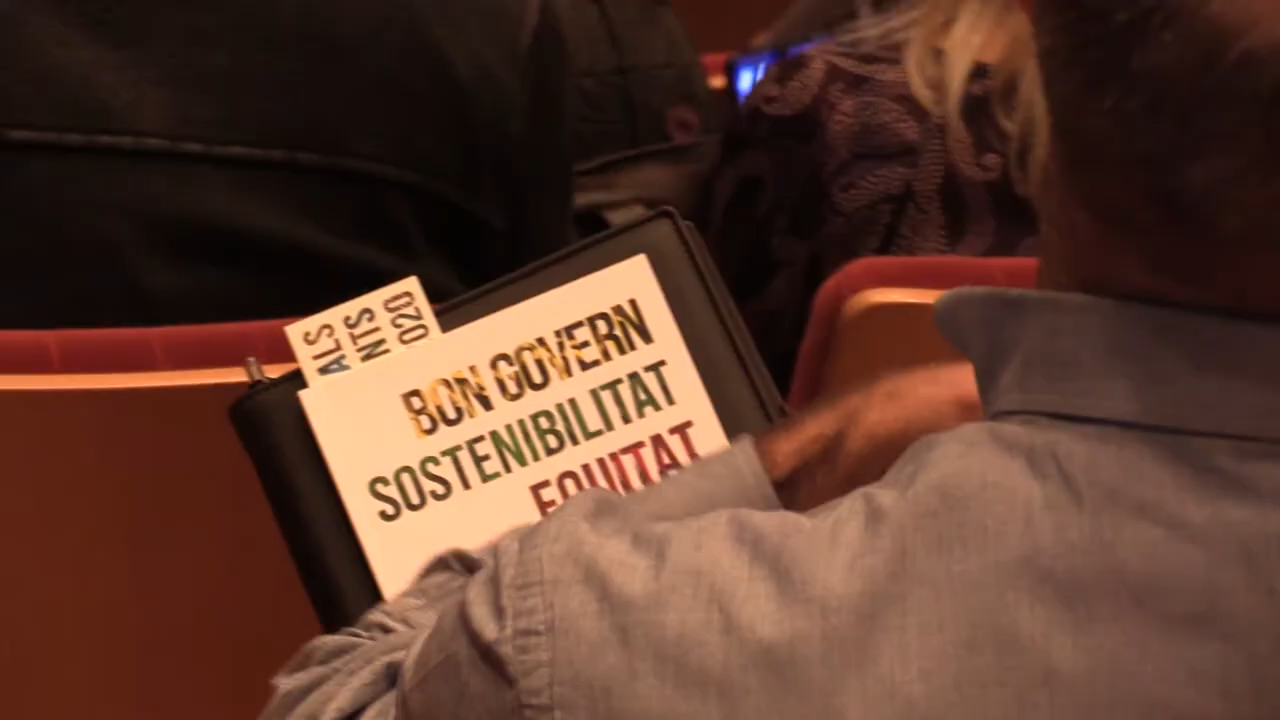 ALS
NTS
020
BON GOVERN
SOSTENIBILITAT
EQUITAT